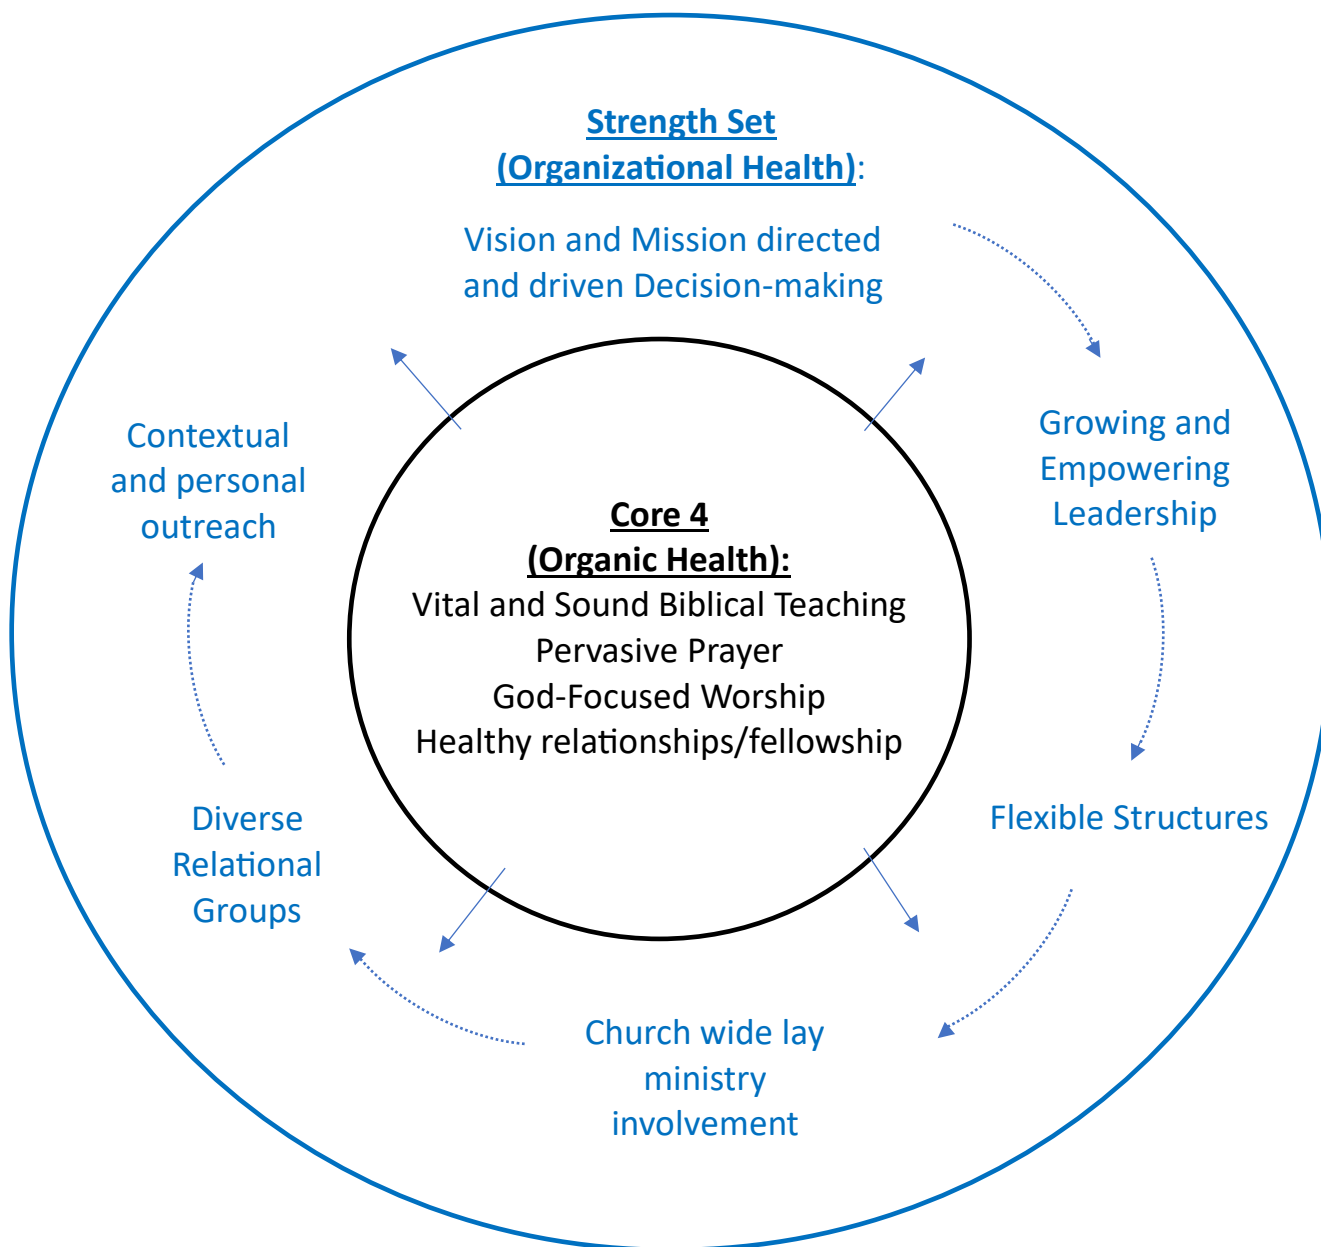 Strength Set
(Organizational Health):
Vision and Mission directed
and driven Decision-making
Growing and
Empowering
Leadership
Flexible Structures
Church wide lay
ministry
involvement
Diverse
Relational
Groups
Contextual
and personal
outreach
Core 4
(Organic Health):
Vital and Sound Biblical Teaching
Pervasive Prayer
God-Focused Worship
Healthy relationships/fellowship